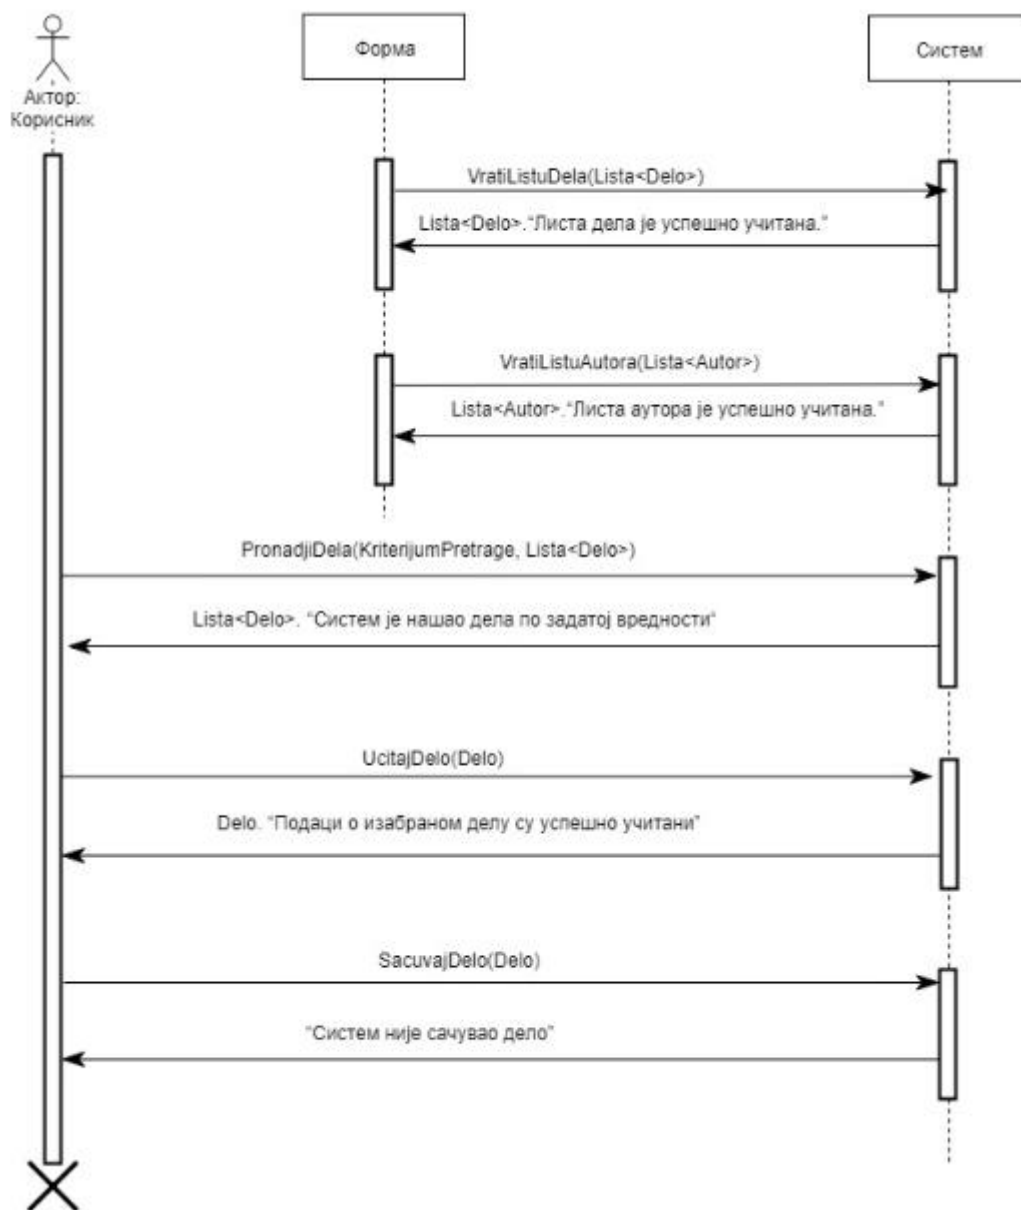 Форма
Систем
Актор:
Корисник
VratiListuDela(Lista<Delo>)
Lista<Delo>.“Листа дела је успешно учитана.”
VratiListuAutora(Lista<Autor>)
Lista<Autor>.“Листа аутора је успешно учитана.”
PronadjiDela(KriterijumPretrage, Lista<Delo>)
Lista<Delo>. “Систем је нашао дела по задатој вредности“
UcitajDelo(Delo)
Delo. “Подаци о изабраном делу су успешно учитани”
SacuvajDelo(Delo)
“Систем није сачувао дело”